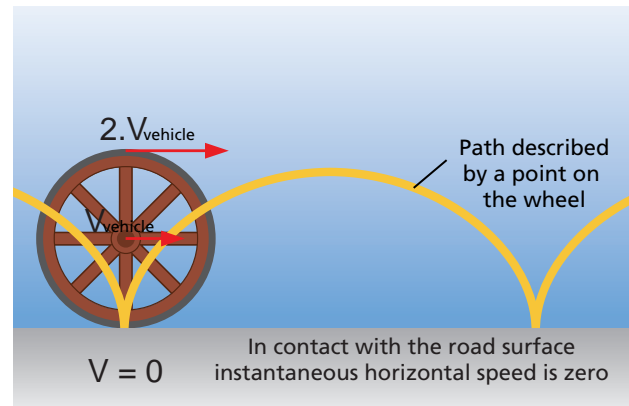 2.Vvehicle
Path described
by a point on
the wheel
Vvehicle
In contact with the road surface
V = 0
instantaneous horizontal speed is zero